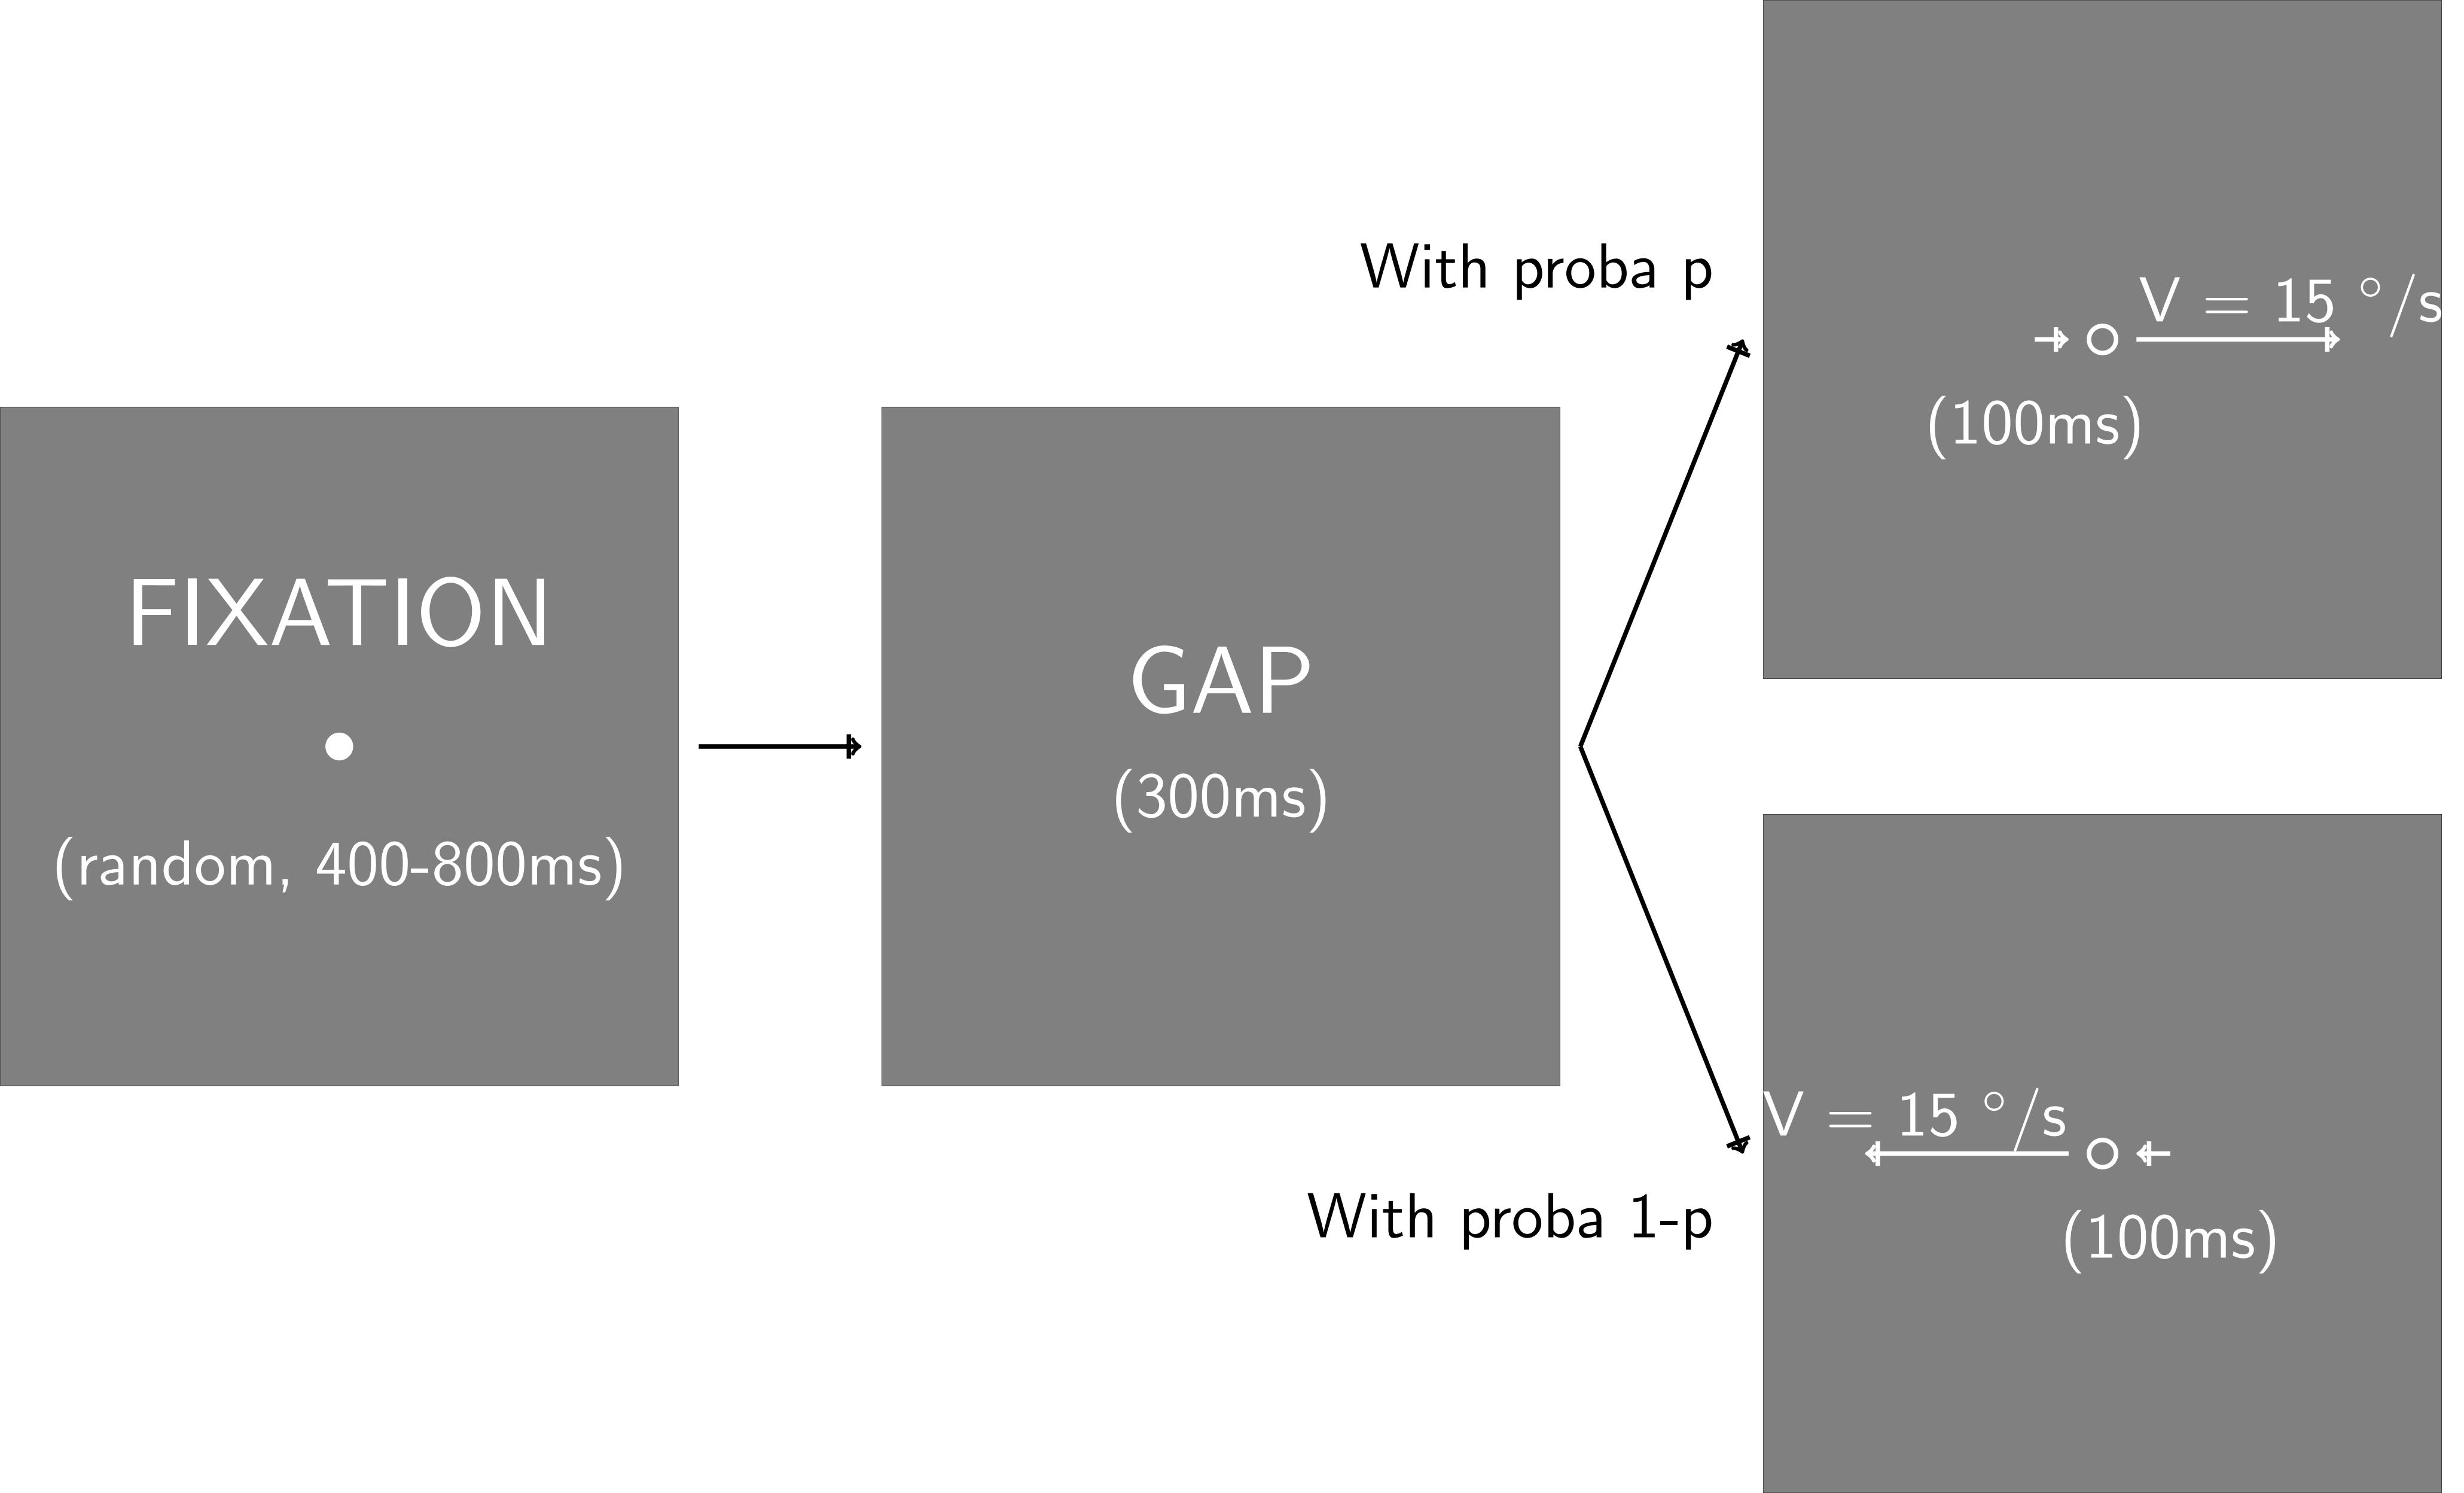 FIXATION
(random, 400-800ms)
GAP
(300ms)
With proba p
V = 15 °/s
(100ms)
With proba 1-p
V = 15 °/s
(100ms)